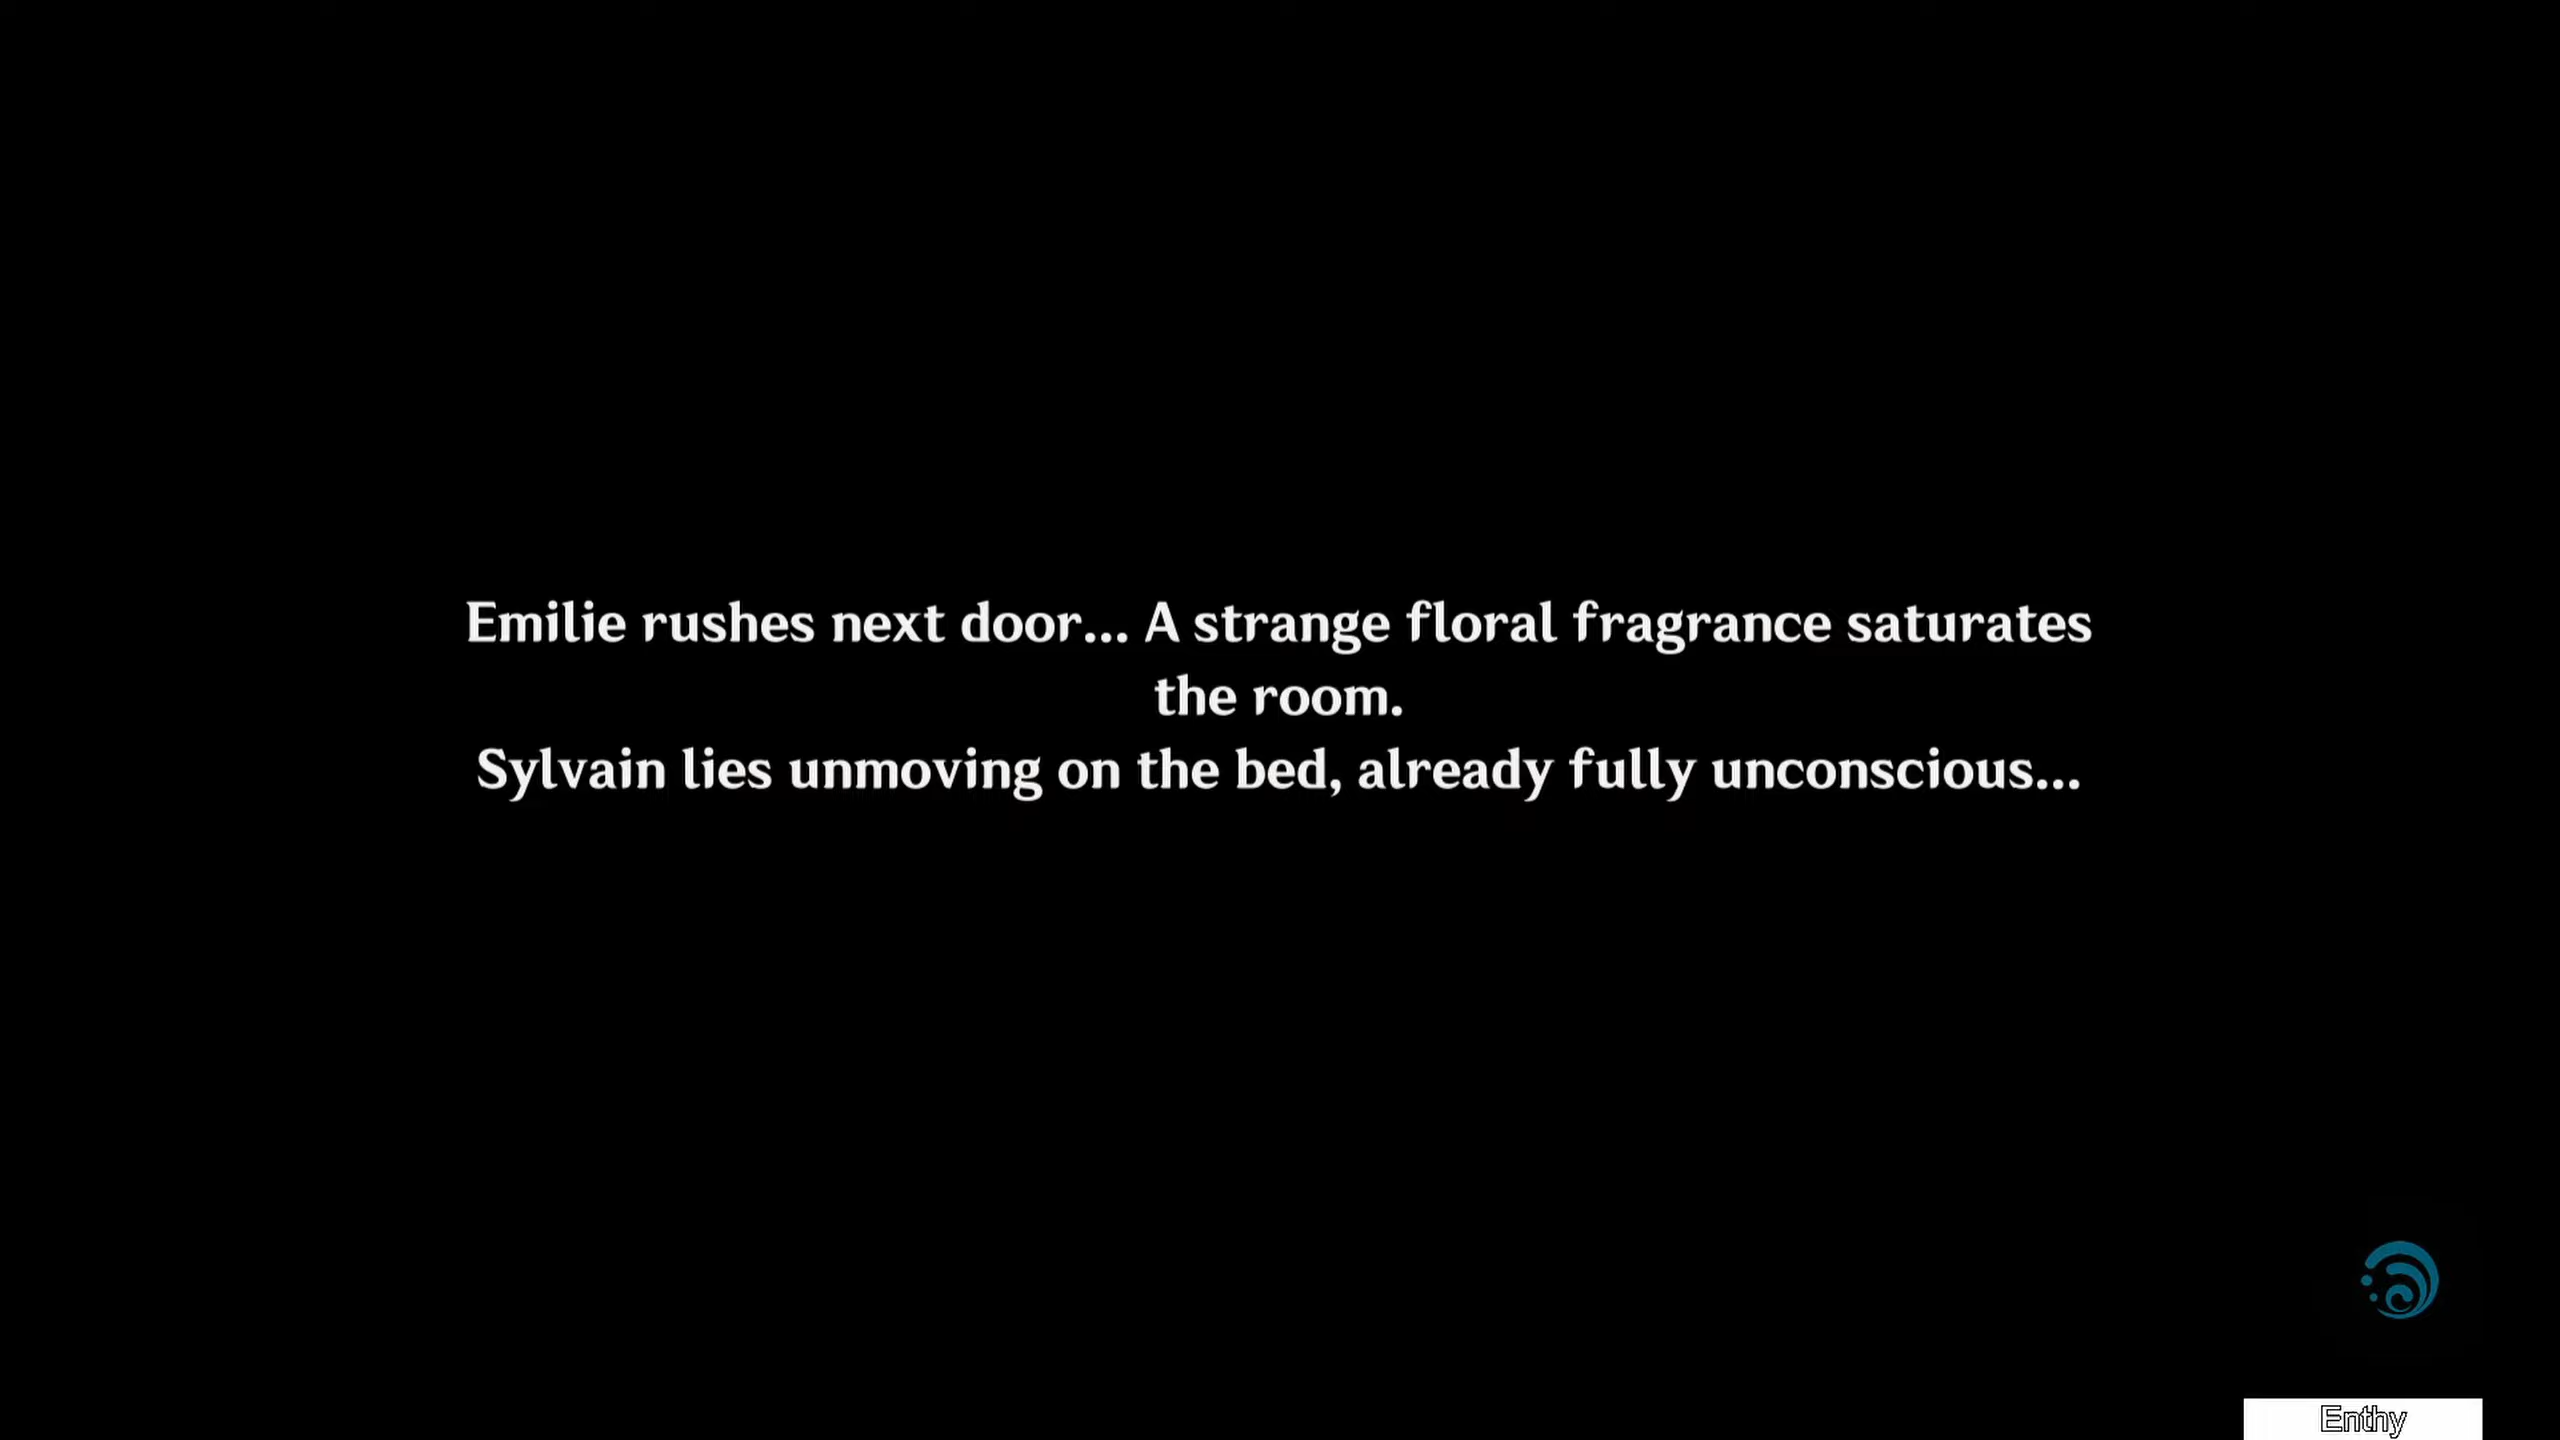 Emilie rushes next door... A strange floral fragrance saturates
the room.
Sylvain lies unmoving on the bed, already fully unconscious...
Enthy